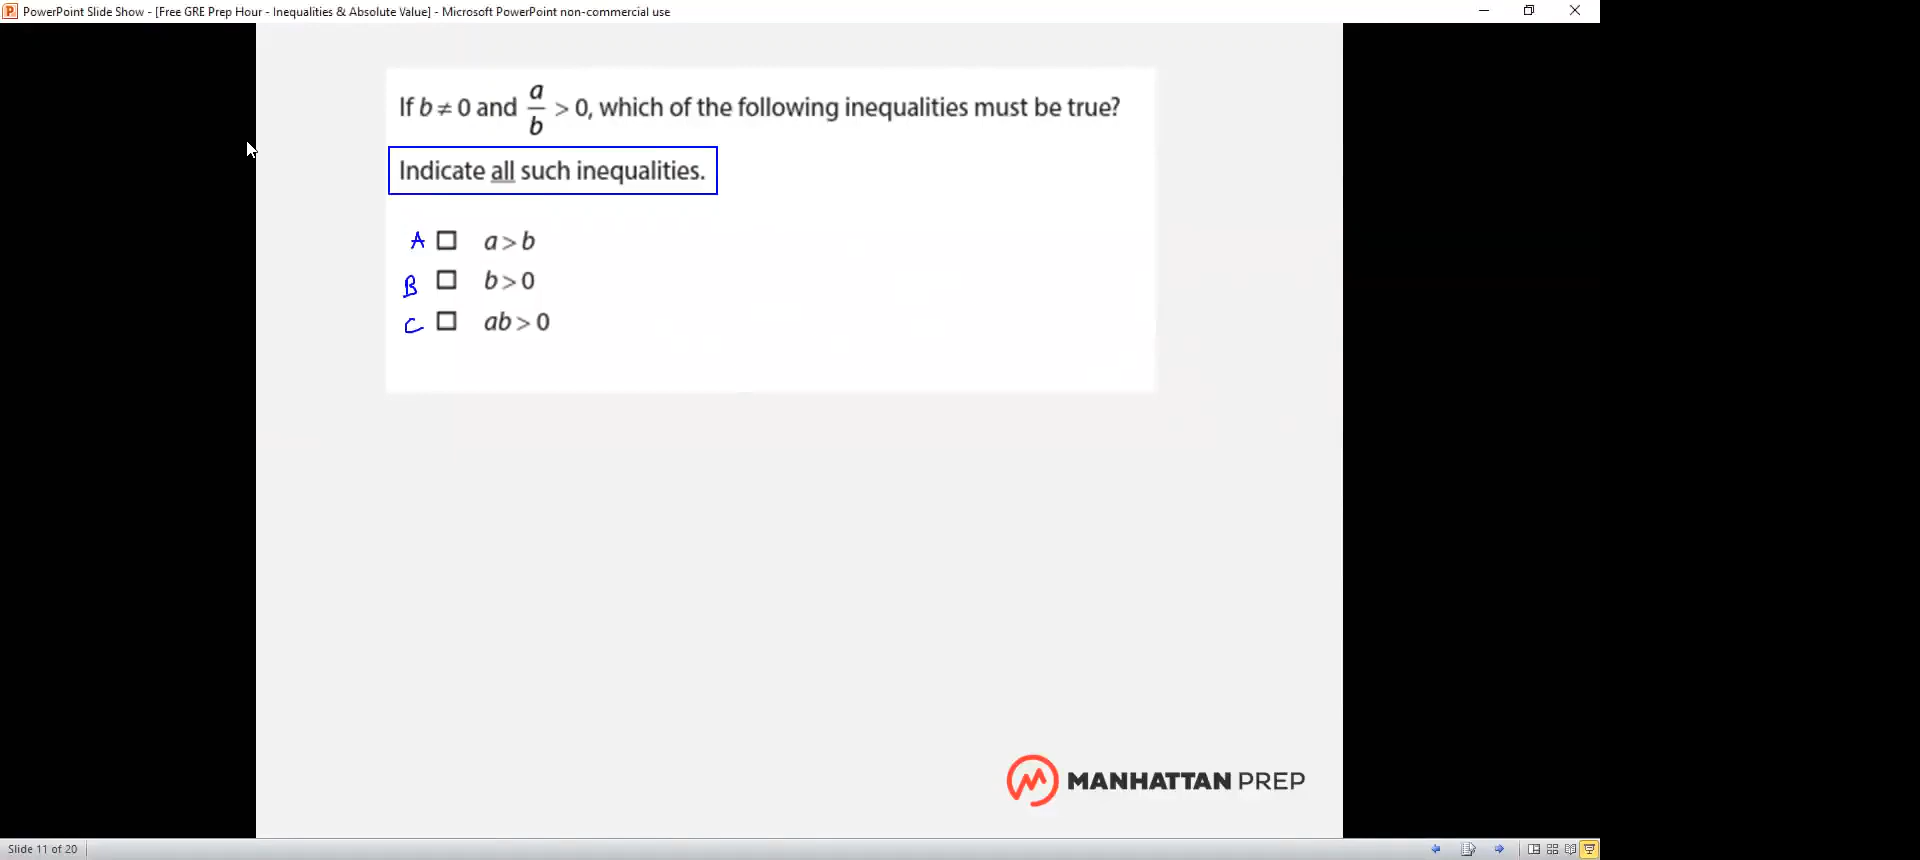 PowerPoint Slide Show - [Free GRE Prep Hour - Inequalities & Absolute Value] - Microsoft PowerPoint non-commercial use
If b ≠ 0 and a/b > 0, which of the following inequalities must be true?
Indicate all such inequalities.
A □ a > b
B □ b > 0
C □ ab > 0
MANHATTAN PREP
Slide 11 of 20